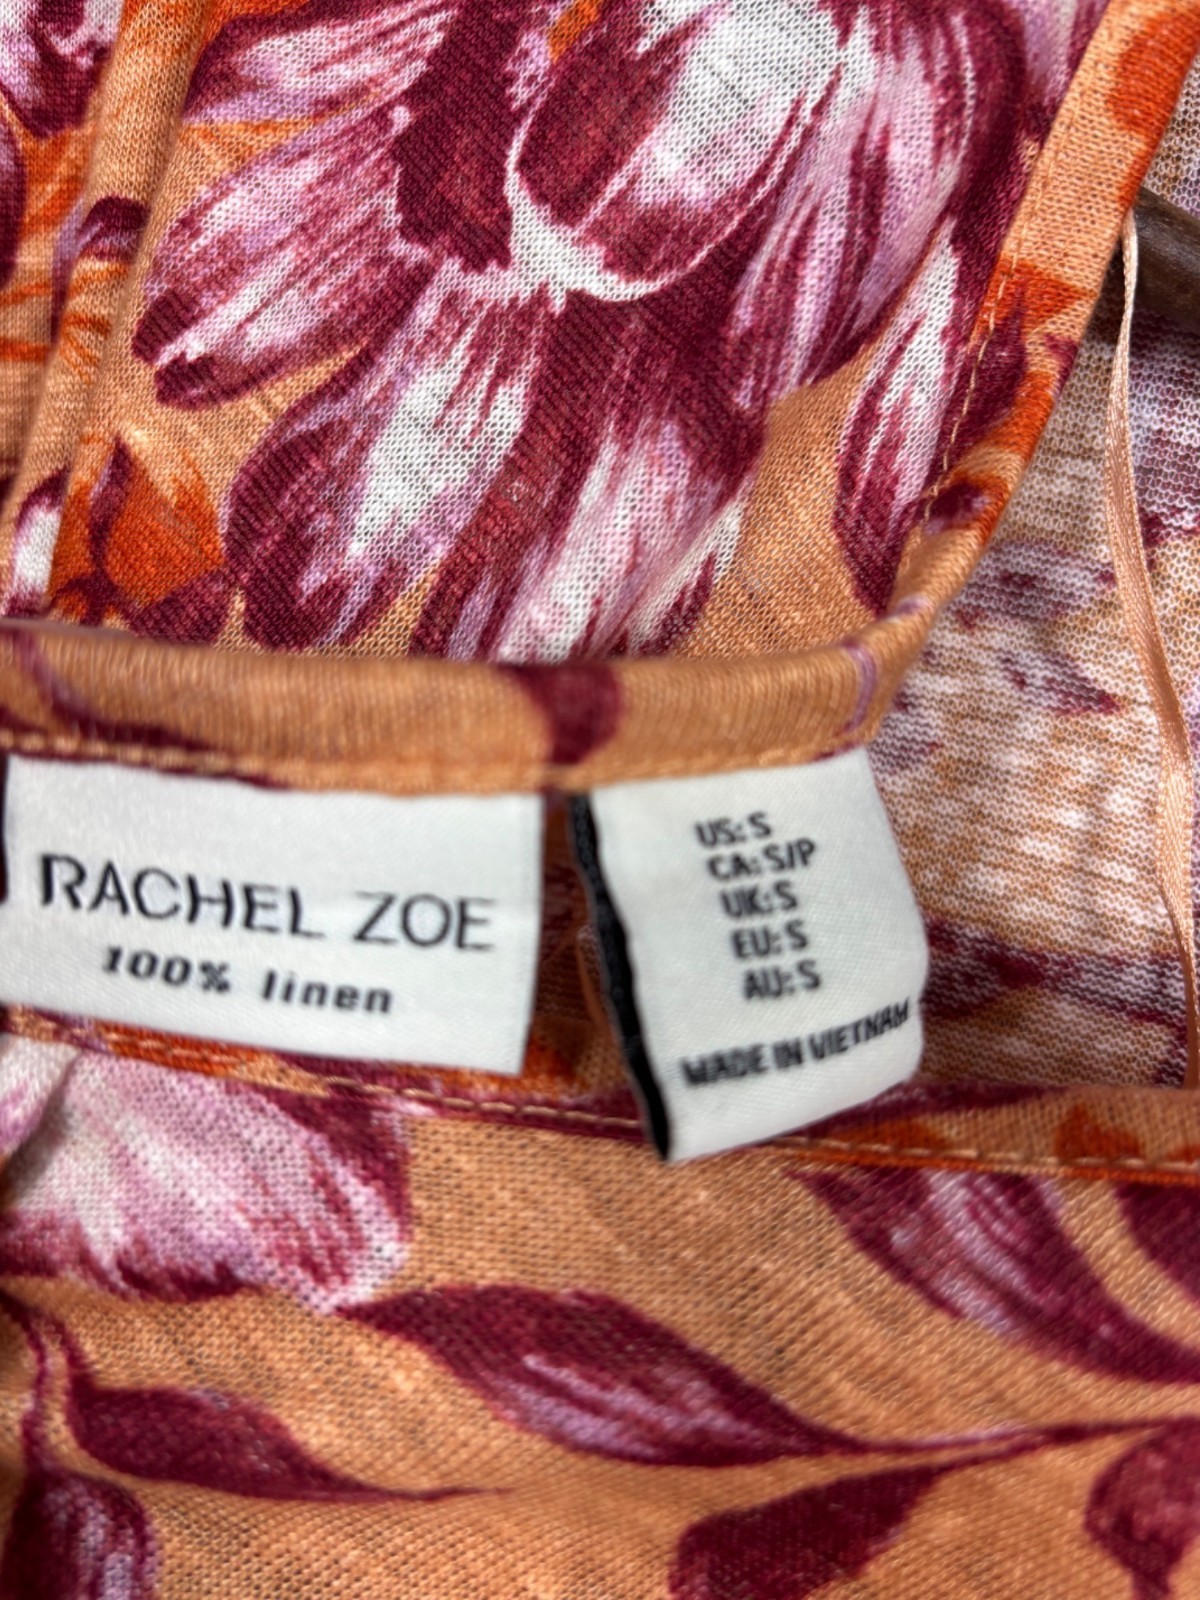 RACHEL ZOE
100% linen
US: S
CA: S/P
UK: S
EU: S
AU: S
MADE IN VIETNAM